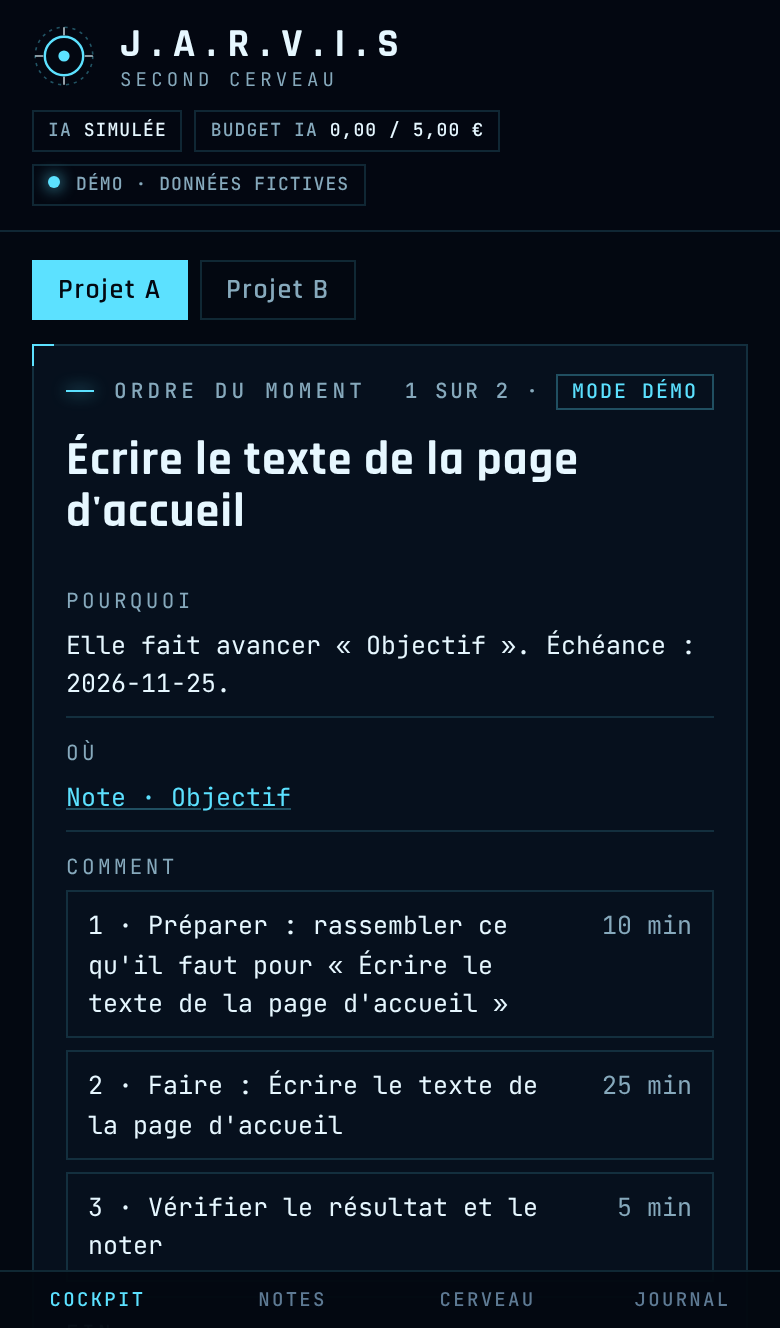 J.A.R.V.I.S
SECOND CERVEAU
IA SIMULÉE
BUDGET IA 0,00 / 5,00 €
DÉMO · DONNÉES FICTIVES
Projet A
Projet B
ORDRE DU MOMENT
1 SUR 2 ·
MODE DÉMO
Écrire le texte de la page
d'accueil
POURQUOI
Elle fait avancer « Objectif ». Échéance :
2026-11-25.
OÙ
Note · Objectif
COMMENT
1 · Préparer : rassembler ce
qu'il faut pour « Écrire le
texte de la page d'accueil »
10 min
2 · Faire : Écrire le texte de
la page d'accueil
25 min
3 · Vérifier le résultat et le
noter
5 min
COCKPIT
NOTES
CERVEAU
JOURNAL